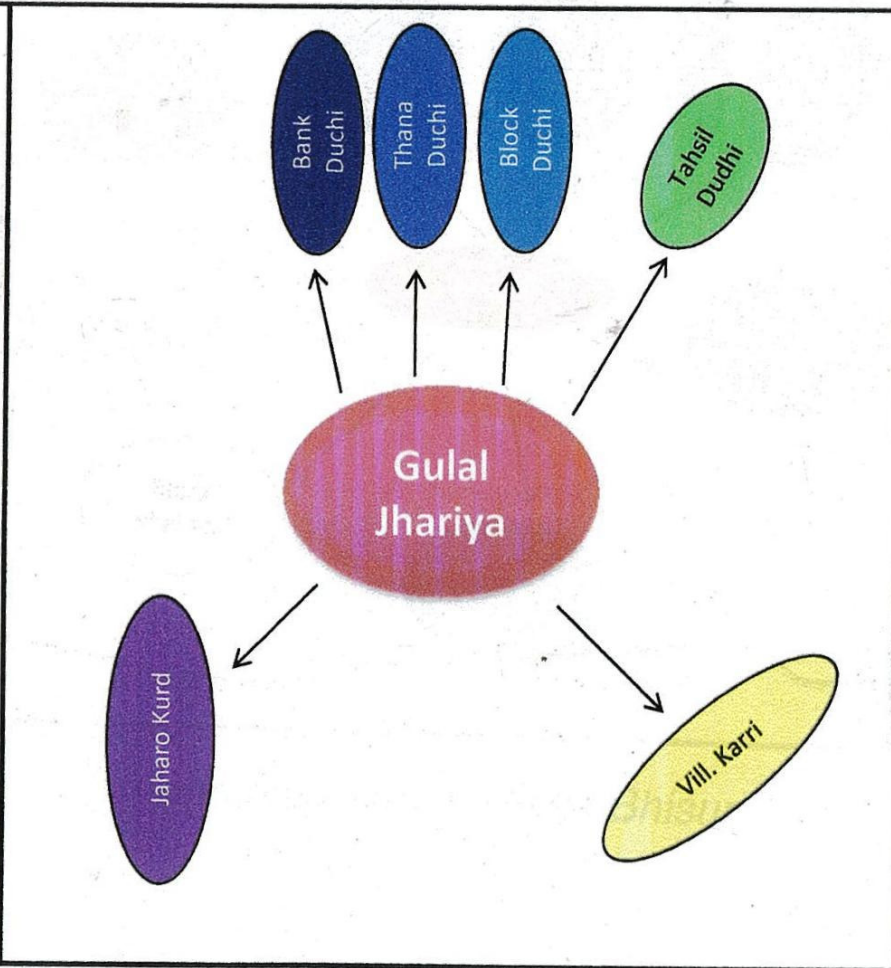 Bank
Duchi
Thana
Duchi
Block
Duchi
Tahsil
Dudhi
Gulal
Jhariya
Jaharo Kurd
Vill. Karri